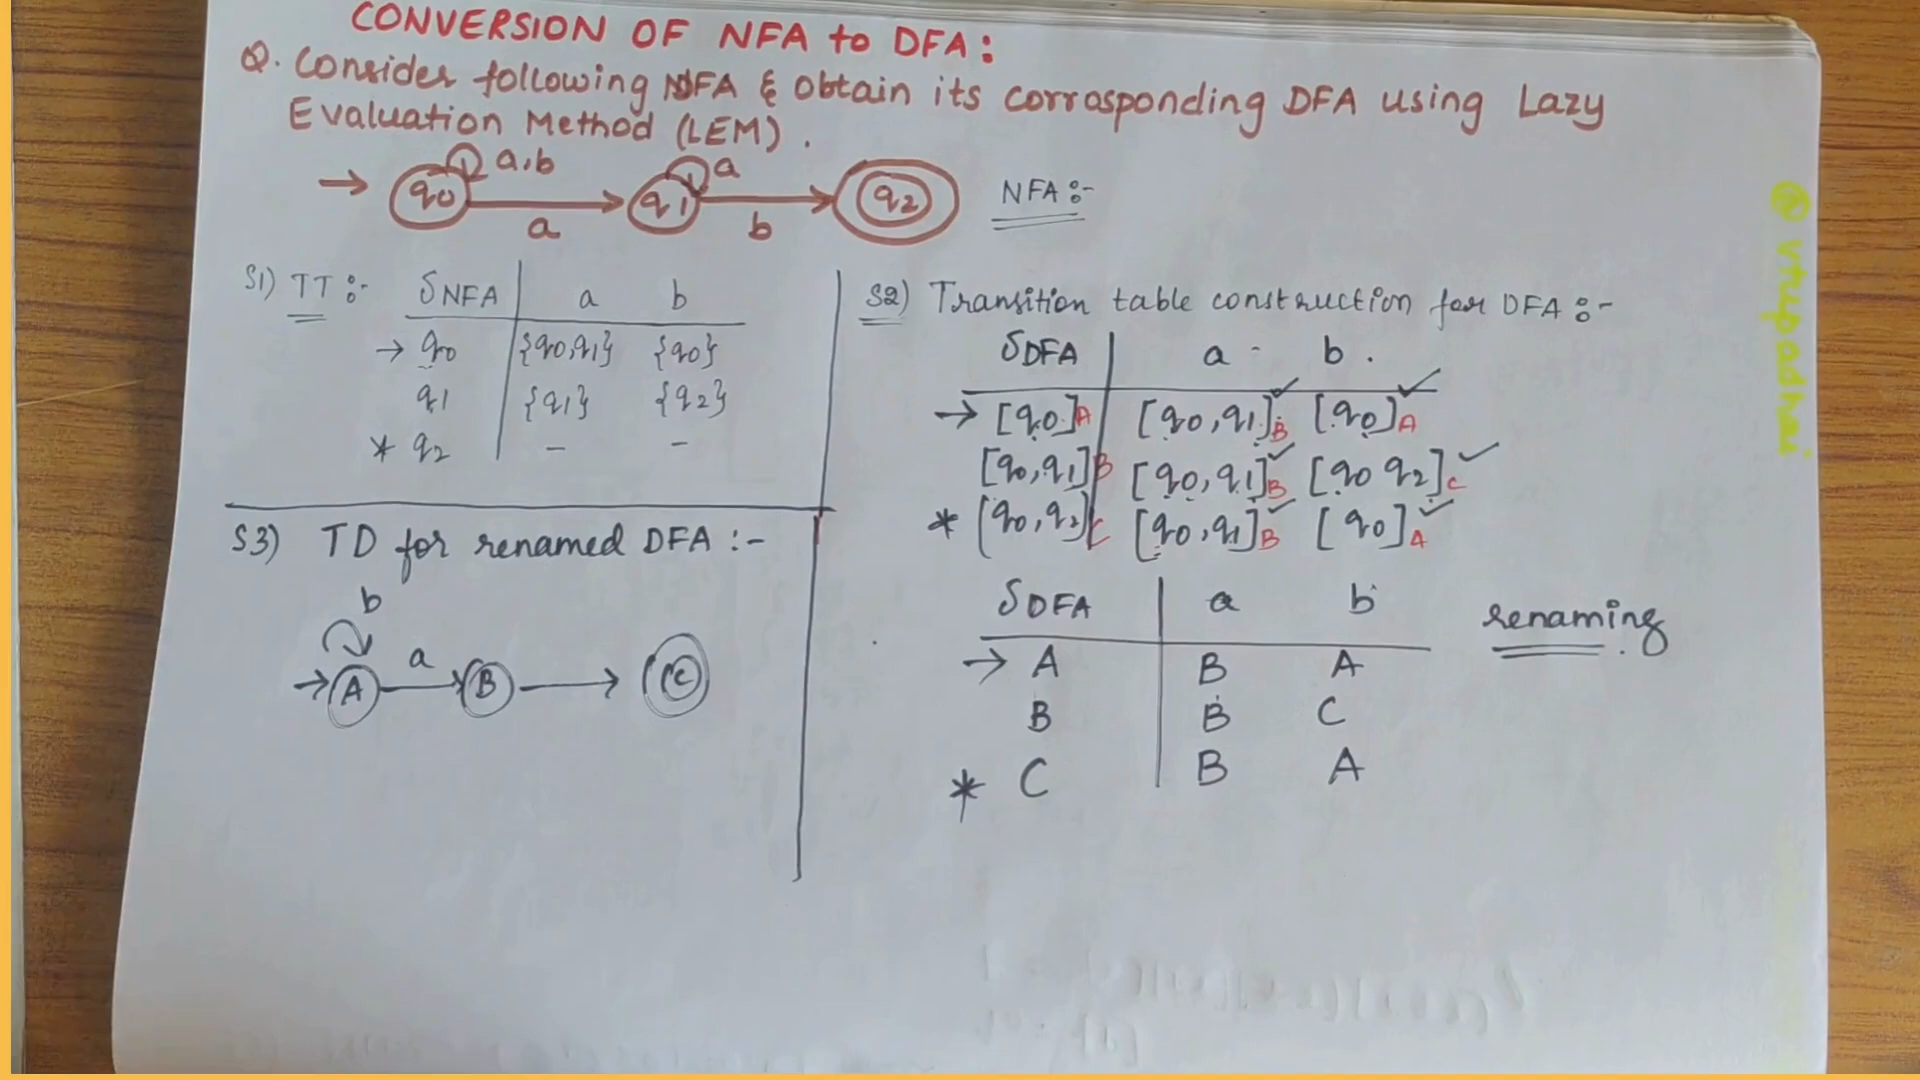 CONVERSION OF NFA to DFA:
Q. Consider following NFA & obtain its corrosponding DFA using Lazy
Evaluation Method (LEM).
→ q0 a,b a q1 a b q2 NFA :-
S1) TT :-
δNFA a b
→ q0 {q0,q1} {q0}
q1 {q1} {q2}
* q2 - -
S2) Transition table construction for DFA :-
δDFA a b
→ [q0]A [q0,q1]B [q0]A
[q0,q1]B [q0,q1]B [q0 q2]C
* [q0,q2]C [q0,q1]B [q0]A
δDFA a b renaming
→ A B A
B B C
* C B A
S3) TD for renamed DFA :-
b
→ A a B → C
@vtupadhai